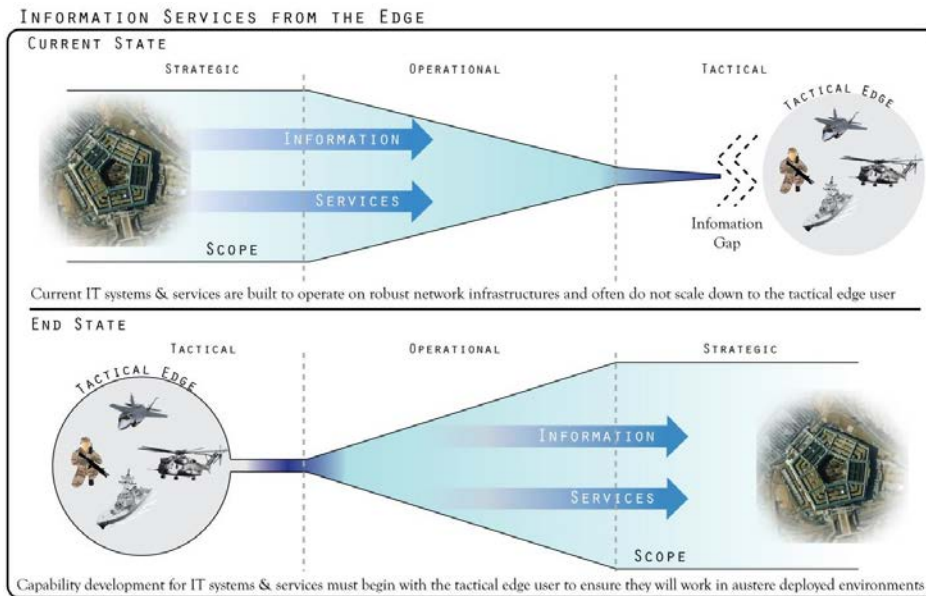 INFORMATION SERVICES FROM THE EDGE
CURRENT STATE
STRATEGIC OPERATIONAL TACTICAL
TACTICAL EDGE
INFORMATION
SERVICES
Infomation
Gap
SCOPE
Current IT systems & services are built to operate on robust network infrastructures and often do not scale down to the tactical edge user
END STATE
TACTICAL OPERATIONAL STRATEGIC
TACTICAL EDGE
INFORMATION
SERVICES
SCOPE
Capability development for IT systems & services must begin with the tactical edge user to ensure they will work in austere deployed environments